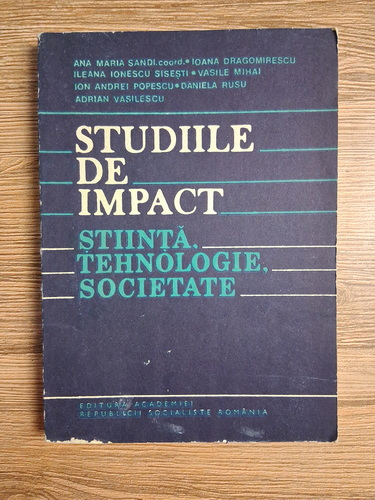 ANA MARIA SANDI, coord. • IOANA DRAGOMIRESCU
ILEANA IONESCU SISEȘTI • VASILE MIHAI
ION ANDREI POPESCU • DANIELA RUSU
ADRIAN VASILESCU
STUDIILE
DE
IMPACT
ȘTIINȚĂ,
TEHNOLOGIE,
SOCIETATE
EDITURA ACADEMIEI
REPUBLICII SOCIALISTE ROMÂNIA